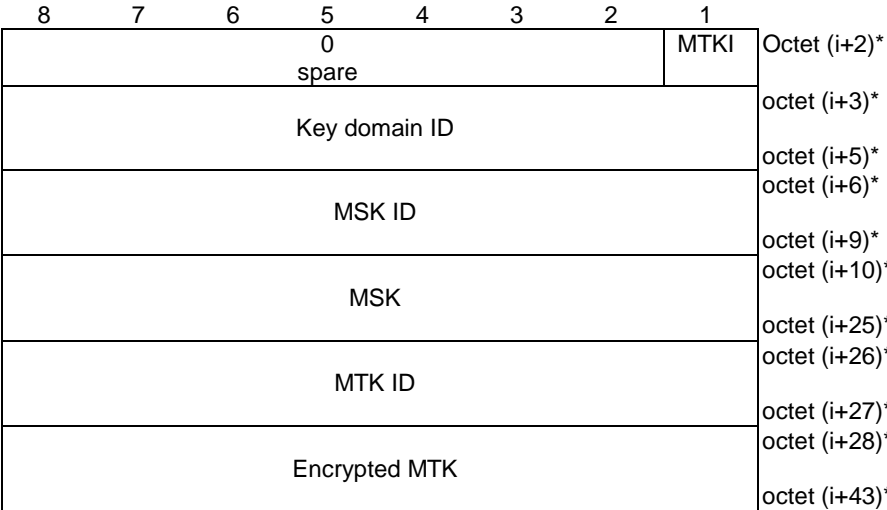 8 7 6 5 4 3 2 1
0 MTKI Octet (i+2)*
spare
octet (i+3)*
Key domain ID
octet (i+5)*
octet (i+6)*
MSK ID
octet (i+9)*
octet (i+10)*
MSK
octet (i+25)*
octet (i+26)*
MTK ID
octet (i+27)*
octet (i+28)*
Encrypted MTK
octet (i+43)*